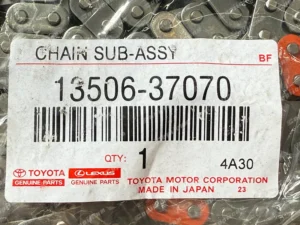 CHAIN SUB-ASSY BF
13506-37070
QTY: 1 4A30
TOYOTA LEXUS TOYOTA MOTOR CORPORATION
GENUINE PARTS GENUINE PARTS MADE IN JAPAN 23